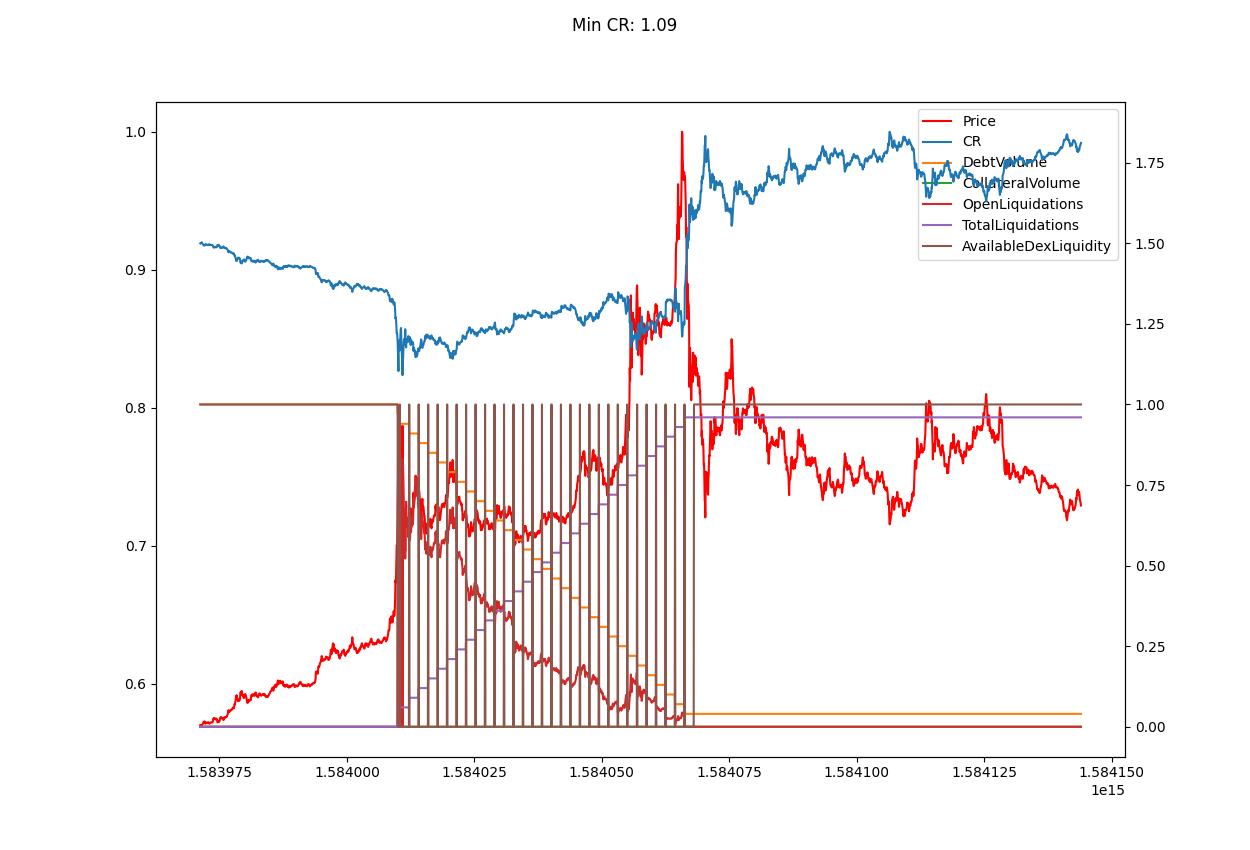 Min CR: 1.09
1.0
0.9
0.8
0.7
0.6
1.75
1.50
1.25
1.00
0.75
0.50
0.25
0.00
Price
CR
DebtVolume
CollateralVolume
OpenLiquidations
TotalLiquidations
AvailableDexLiquidity
1.583975 1.584000 1.584025 1.584050 1.584075 1.584100 1.584125 1.584150
1e15